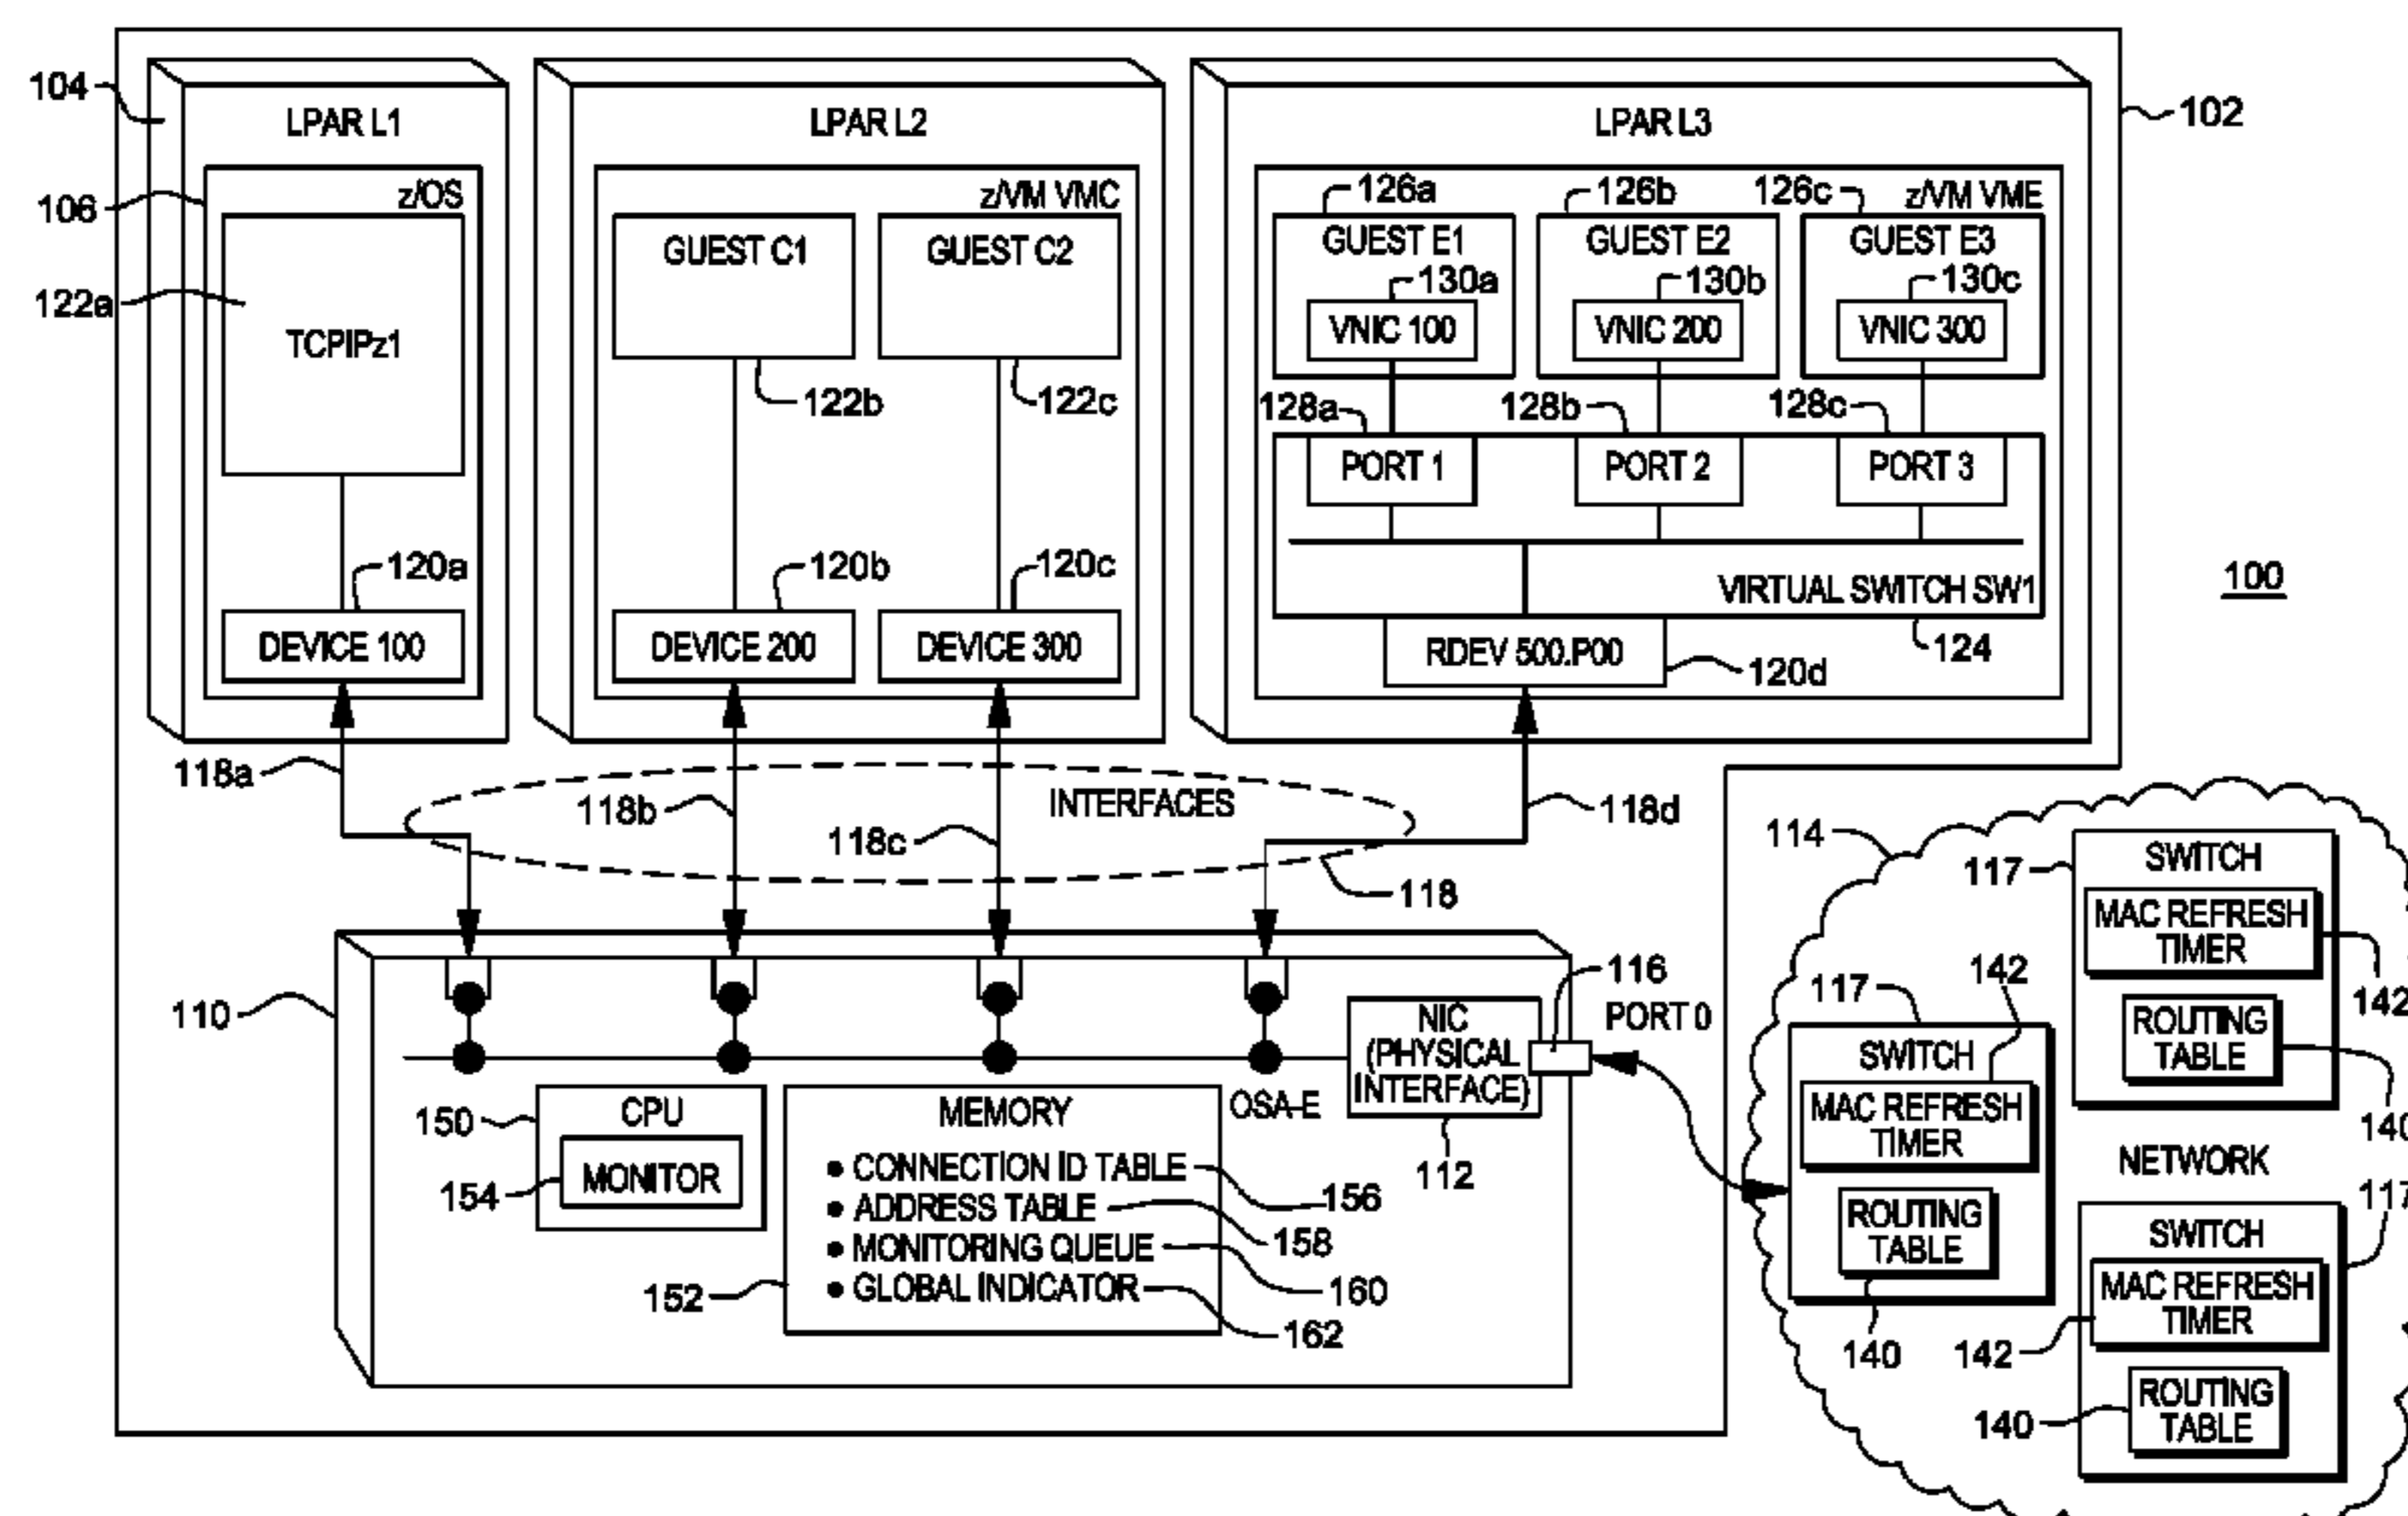 104
LPAR L1
LPAR L2
LPAR L3
102
106
z/OS
z/VM VMC
126a
126b
126c
z/VM VME
122a
TCPIPz1
GUEST C1
GUEST C2
GUEST E1
GUEST E2
GUEST E3
130a
130b
130c
VNIC 100
VNIC 200
VNIC 300
122b
122c
128a
128b
128c
PORT 1
PORT 2
PORT 3
120a
120b
120c
VIRTUAL SWITCH SW1
100
DEVICE 100
DEVICE 200
DEVICE 300
RDEV 500.P00
120d
124
118a
118b
INTERFACES
118c
118d
118
110
NIC
(PHYSICAL
INTERFACE)
116
PORT 0
112
OSA-E
150
CPU
154
MONITOR
MEMORY
• CONNECTION ID TABLE
156
• ADDRESS TABLE
158
• MONITORING QUEUE
160
• GLOBAL INDICATOR
162
152
114
117
SWITCH
MAC REFRESH
TIMER
142
ROUTING
TABLE
140
117
142
SWITCH
MAC REFRESH
TIMER
ROUTING
TABLE
140
NETWORK
117
SWITCH
MAC REFRESH
TIMER
142
ROUTING
TABLE
140